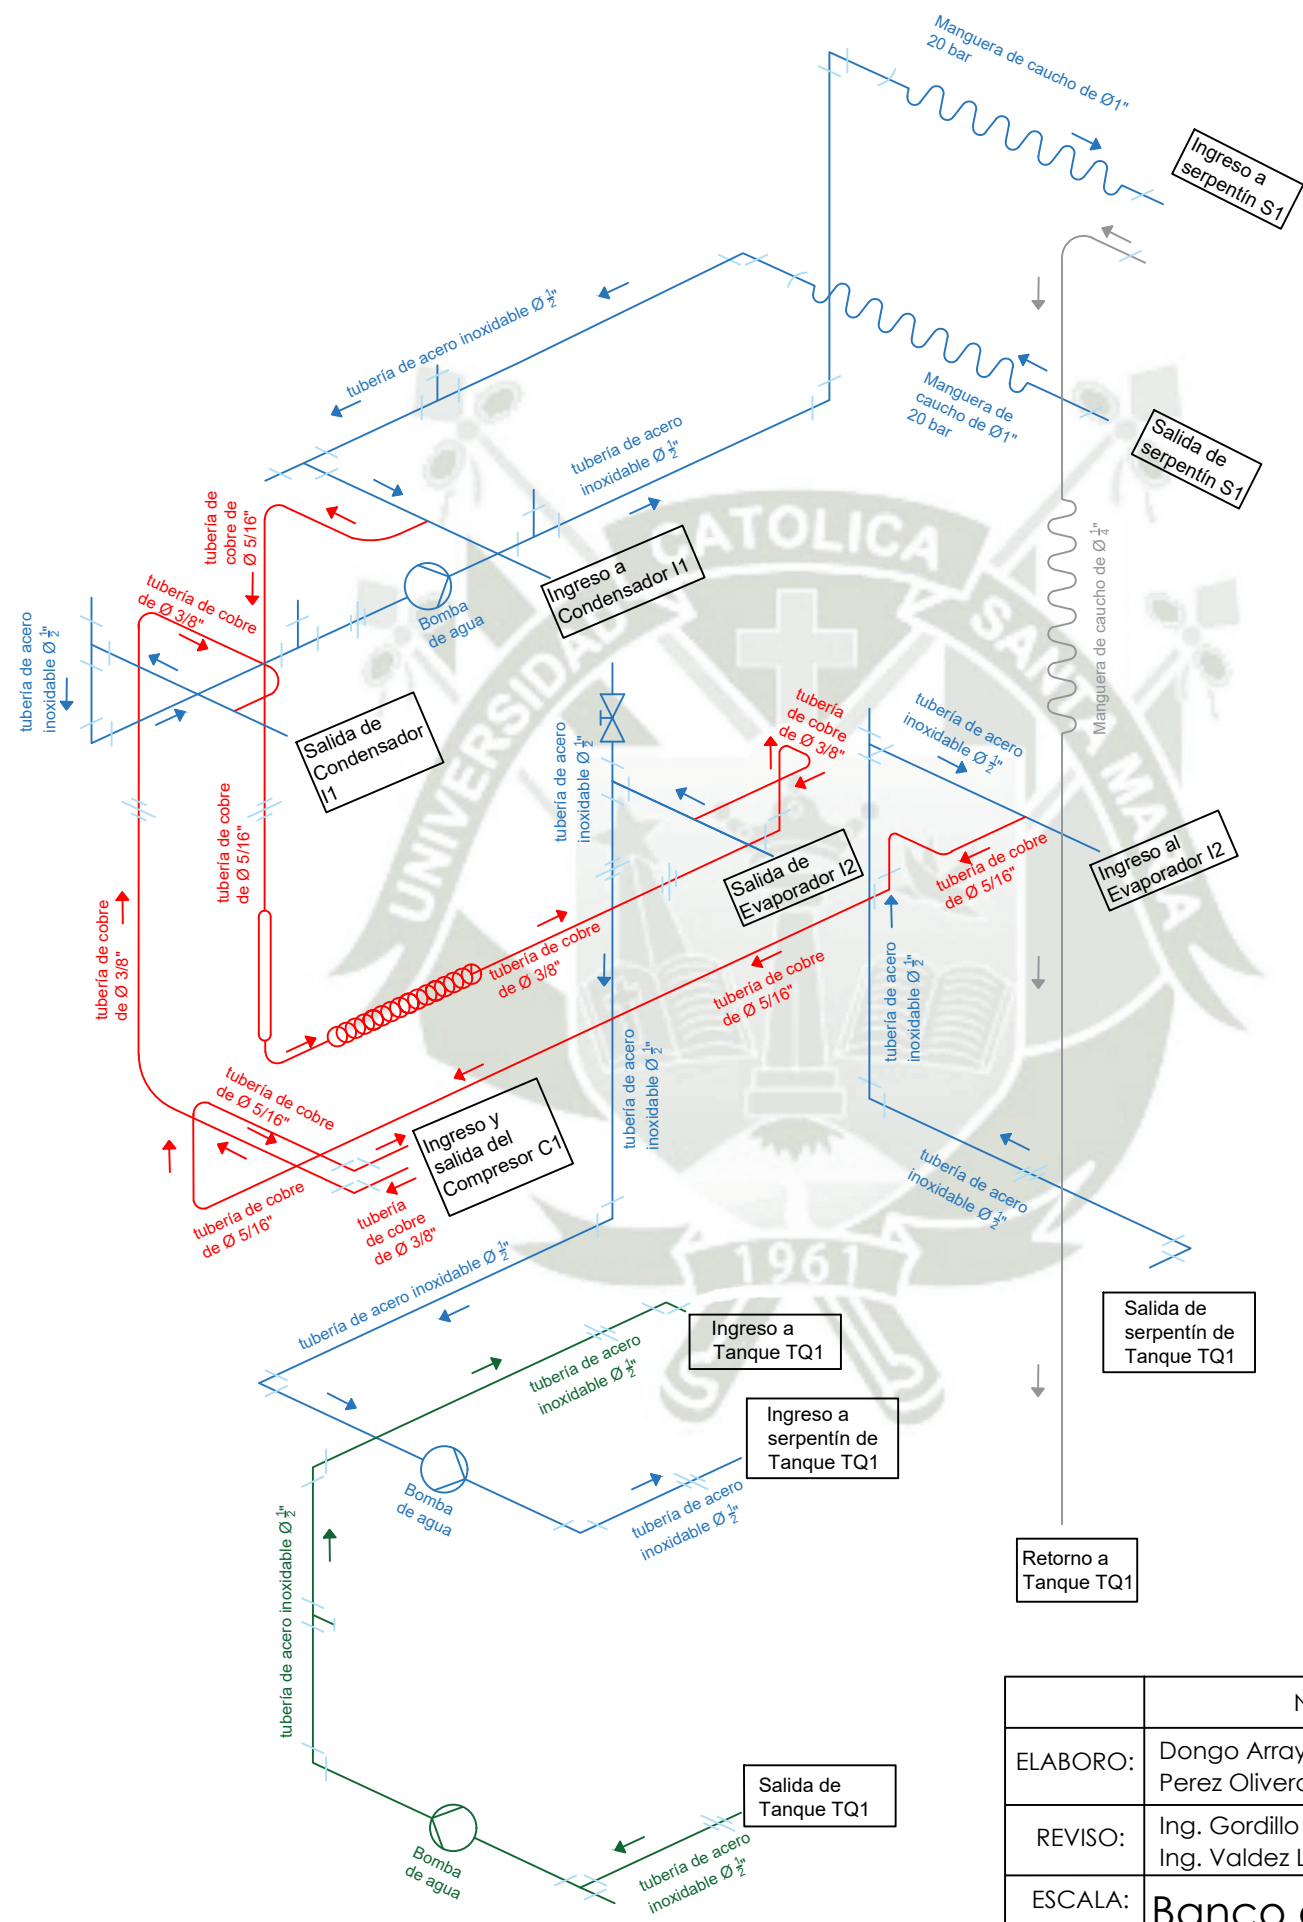 Manguera de caucho de Ø1"
20 bar
Ingreso a
serpentín S1
tubería de acero inoxidable Ø 1/2"
Manguera de
caucho de Ø1"
20 bar
Salida de
serpentín S1
tubería de acero
inoxidable Ø 1/2"
tubería de
cobre de
Ø 5/16"
Manguera de caucho de Ø 1/4"
Ingreso a
Condensador I1
Bomba
de agua
tubería de cobre
de Ø 3/8"
tubería de acero
inoxidable Ø 1/2"
Salida de
Condensador
I1
tubería
de cobre
de Ø 3/8"
tubería de acero
inoxidable Ø 1/2"
tubería de acero
inoxidable Ø 1/2"
tubería de cobre
de Ø 5/16"
Salida de
Evaporador I2
Ingreso al
Evaporador I2
tubería de cobre
de Ø 5/16"
tubería de cobre
de Ø 3/8"
tubería de cobre
de Ø 3/8"
tubería de cobre
de Ø 5/16"
tubería de acero
inoxidable Ø 1/2"
tubería de acero
inoxidable Ø 1/2"
tubería de cobre
de Ø 5/16"
Ingreso y
salida del
Compresor C1
tubería de cobre
de Ø 5/16"
tubería
de cobre
de Ø 3/8"
tubería de acero
inoxidable Ø 1/2"
tubería de acero inoxidable Ø 1/2"
Ingreso a
Tanque TQ1
Salida de
serpentín de
Tanque TQ1
tubería de acero
inoxidable Ø 1/2"
Ingreso a
serpentín de
Tanque TQ1
Bomba
de agua
tubería de acero
inoxidable Ø 1/2"
tubería de acero inoxidable Ø 1/2"
Retorno a
Tanque TQ1
Salida de
Tanque TQ1
Bomba
de agua
tubería de acero
inoxidable Ø 1/2"
ELABORO:
Dongo Array
Perez Olivero
REVISO:
Ing. Gordillo
Ing. Valdez L
ESCALA:
Banco
UNIVERSIDAD CATOLICA SANTA MARIA
1961